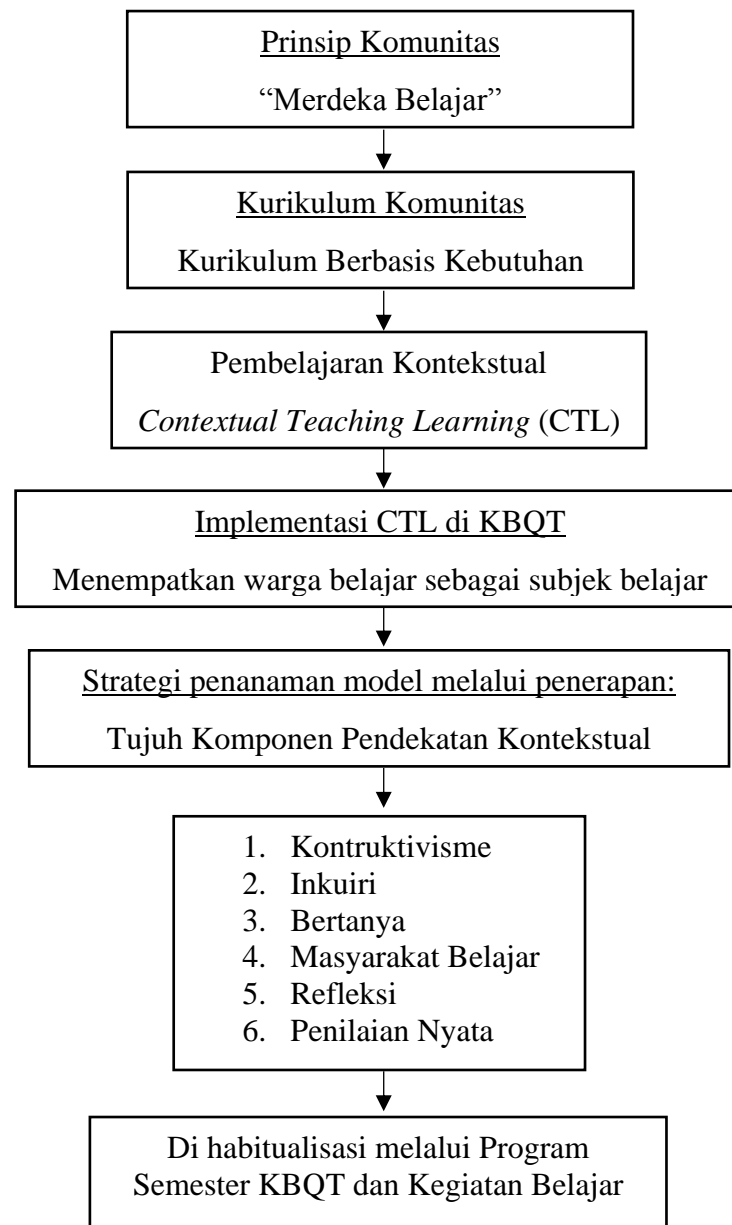 Prinsip Komunitas
“Merdeka Belajar”
Kurikulum Komunitas
Kurikulum Berbasis Kebutuhan
Pembelajaran Kontekstual
Contextual Teaching Learning (CTL)
Implementasi CTL di KBQT
Menempatkan warga belajar sebagai subjek belajar
Strategi penanaman model melalui penerapan:
Tujuh Komponen Pendekatan Kontekstual
1. Kontruktivisme
2. Inkuiri
3. Bertanya
4. Masyarakat Belajar
5. Refleksi
6. Penilaian Nyata
Di habitualisasi melalui Program
Semester KBQT dan Kegiatan Belajar